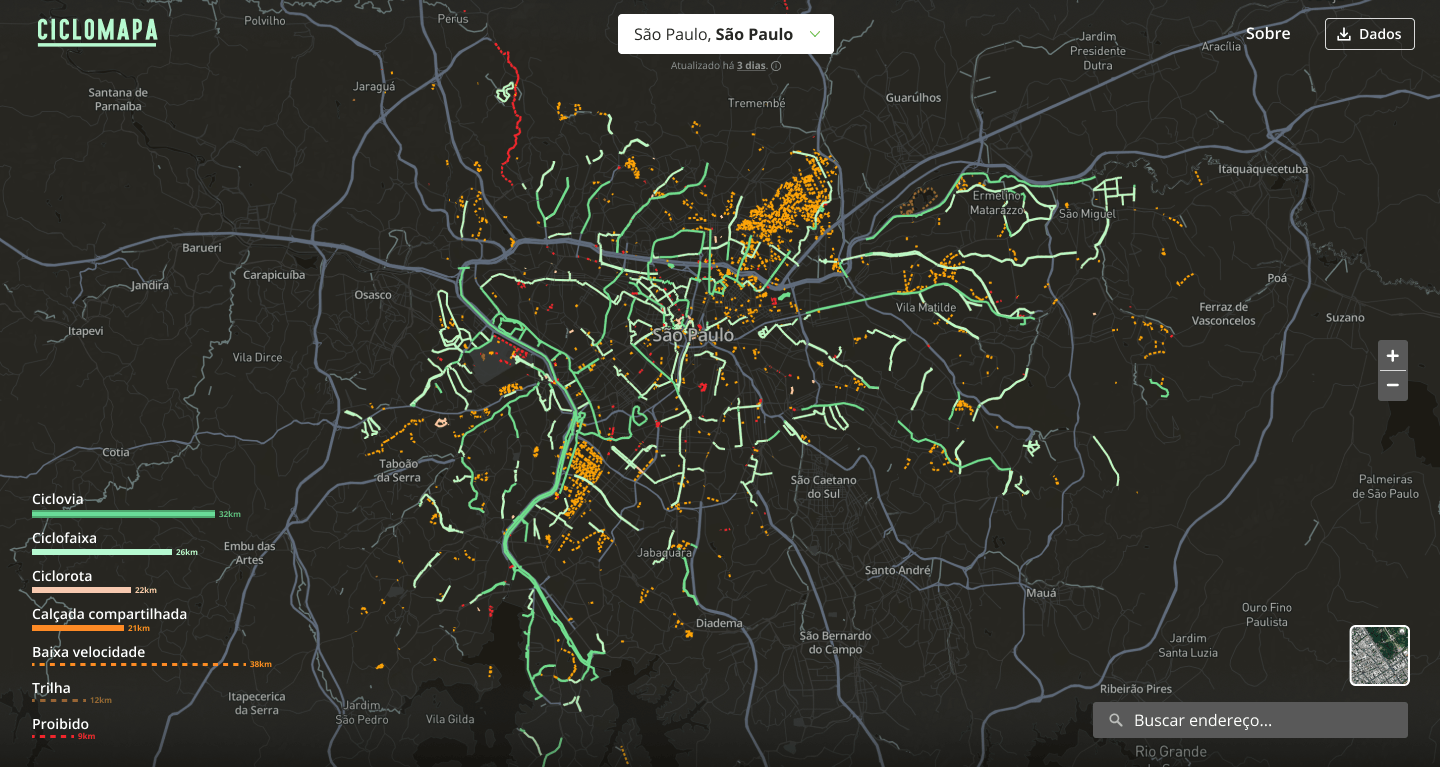 CICLOMAPA
Polvilho
Perus
São Paulo, São Paulo
Sobre
Dados
Jardim
Presidente
Dutra
Aracília
Atualizado há 3 dias.
Santana de
Parnaíba
Jaraguá
Tremembé
Guarulhos
Itaquaquecetuba
Ermelino
Matarazzo
São Miguel
Barueri
Carapicuíba
Jandira
Osasco
Poá
Itapevi
Vila Dirce
São Paulo
Vila Matilde
Ferraz de
Vasconcelos
Suzano
+
−
Cotia
Taboão
da Serra
São Caetano
do Sul
Palmeiras
de São Paulo
Ciclovia
32km
Ciclofaixa
26km
Ciclorota
22km
Calçada compartilhada
21km
Baixa velocidade
38km
Trilha
12km
Proibido
9km
Embu das
Artes
Jabaquara
Santo André
Mauá
Diadema
São Bernardo
do Campo
Ouro Fino
Paulista
Jardim
Santa Luzia
Itapecerica
da Serra
Jardim
São Pedro
Vila Gilda
Ribeirão Pires
Buscar endereço...
Rio Grande